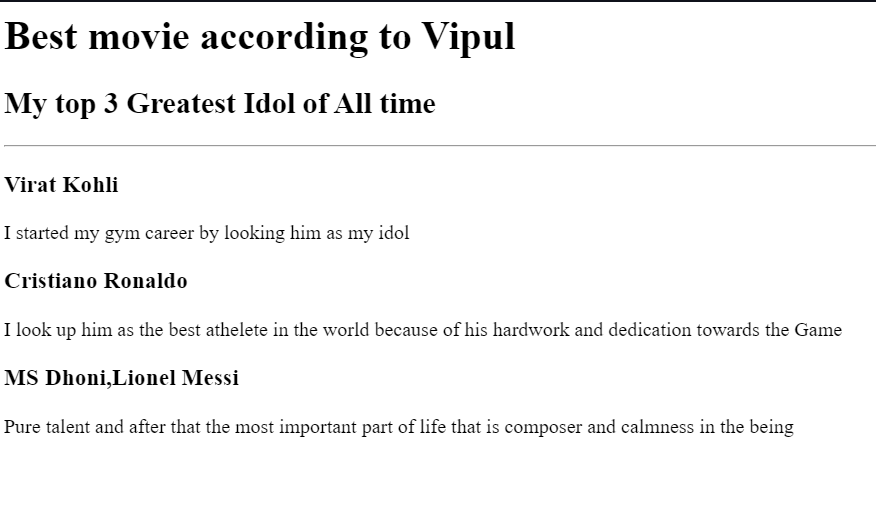 Best movie according to Vipul
My top 3 Greatest Idol of All time
Virat Kohli
I started my gym career by looking him as my idol
Cristiano Ronaldo
I look up him as the best athelete in the world because of his hardwork and dedication towards the Game
MS Dhoni,Lionel Messi
Pure talent and after that the most important part of life that is composer and calmness in the being